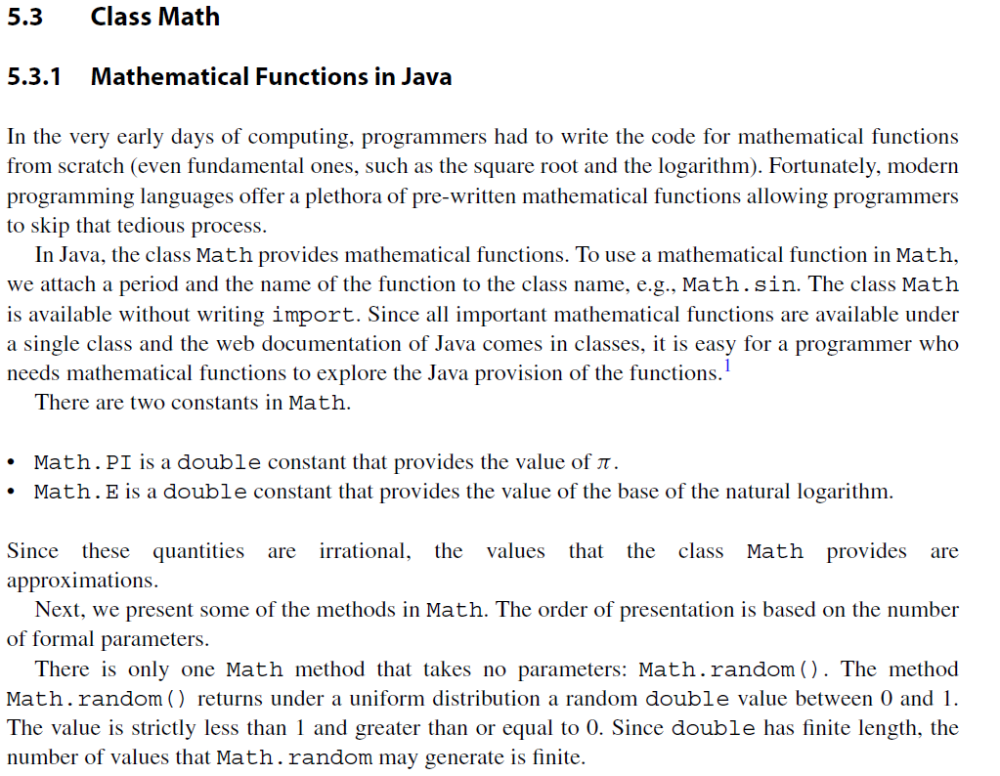 5.3 Class Math
5.3.1 Mathematical Functions in Java
In the very early days of computing, programmers had to write the code for mathematical functions
from scratch (even fundamental ones, such as the square root and the logarithm). Fortunately, modern
programming languages offer a plethora of pre-written mathematical functions allowing programmers
to skip that tedious process.
In Java, the class Math provides mathematical functions. To use a mathematical function in Math,
we attach a period and the name of the function to the class name, e.g., Math.sin. The class Math
is available without writing import. Since all important mathematical functions are available under
a single class and the web documentation of Java comes in classes, it is easy for a programmer who
needs mathematical functions to explore the Java provision of the functions.1
There are two constants in Math.
• Math.PI is a double constant that provides the value of π.
• Math.E is a double constant that provides the value of the base of the natural logarithm.
Since these quantities are irrational, the values that the class Math provides are
approximations.
Next, we present some of the methods in Math. The order of presentation is based on the number
of formal parameters.
There is only one Math method that takes no parameters: Math.random(). The method
Math.random() returns under a uniform distribution a random double value between 0 and 1.
The value is strictly less than 1 and greater than or equal to 0. Since double has finite length, the
number of values that Math.random may generate is finite.